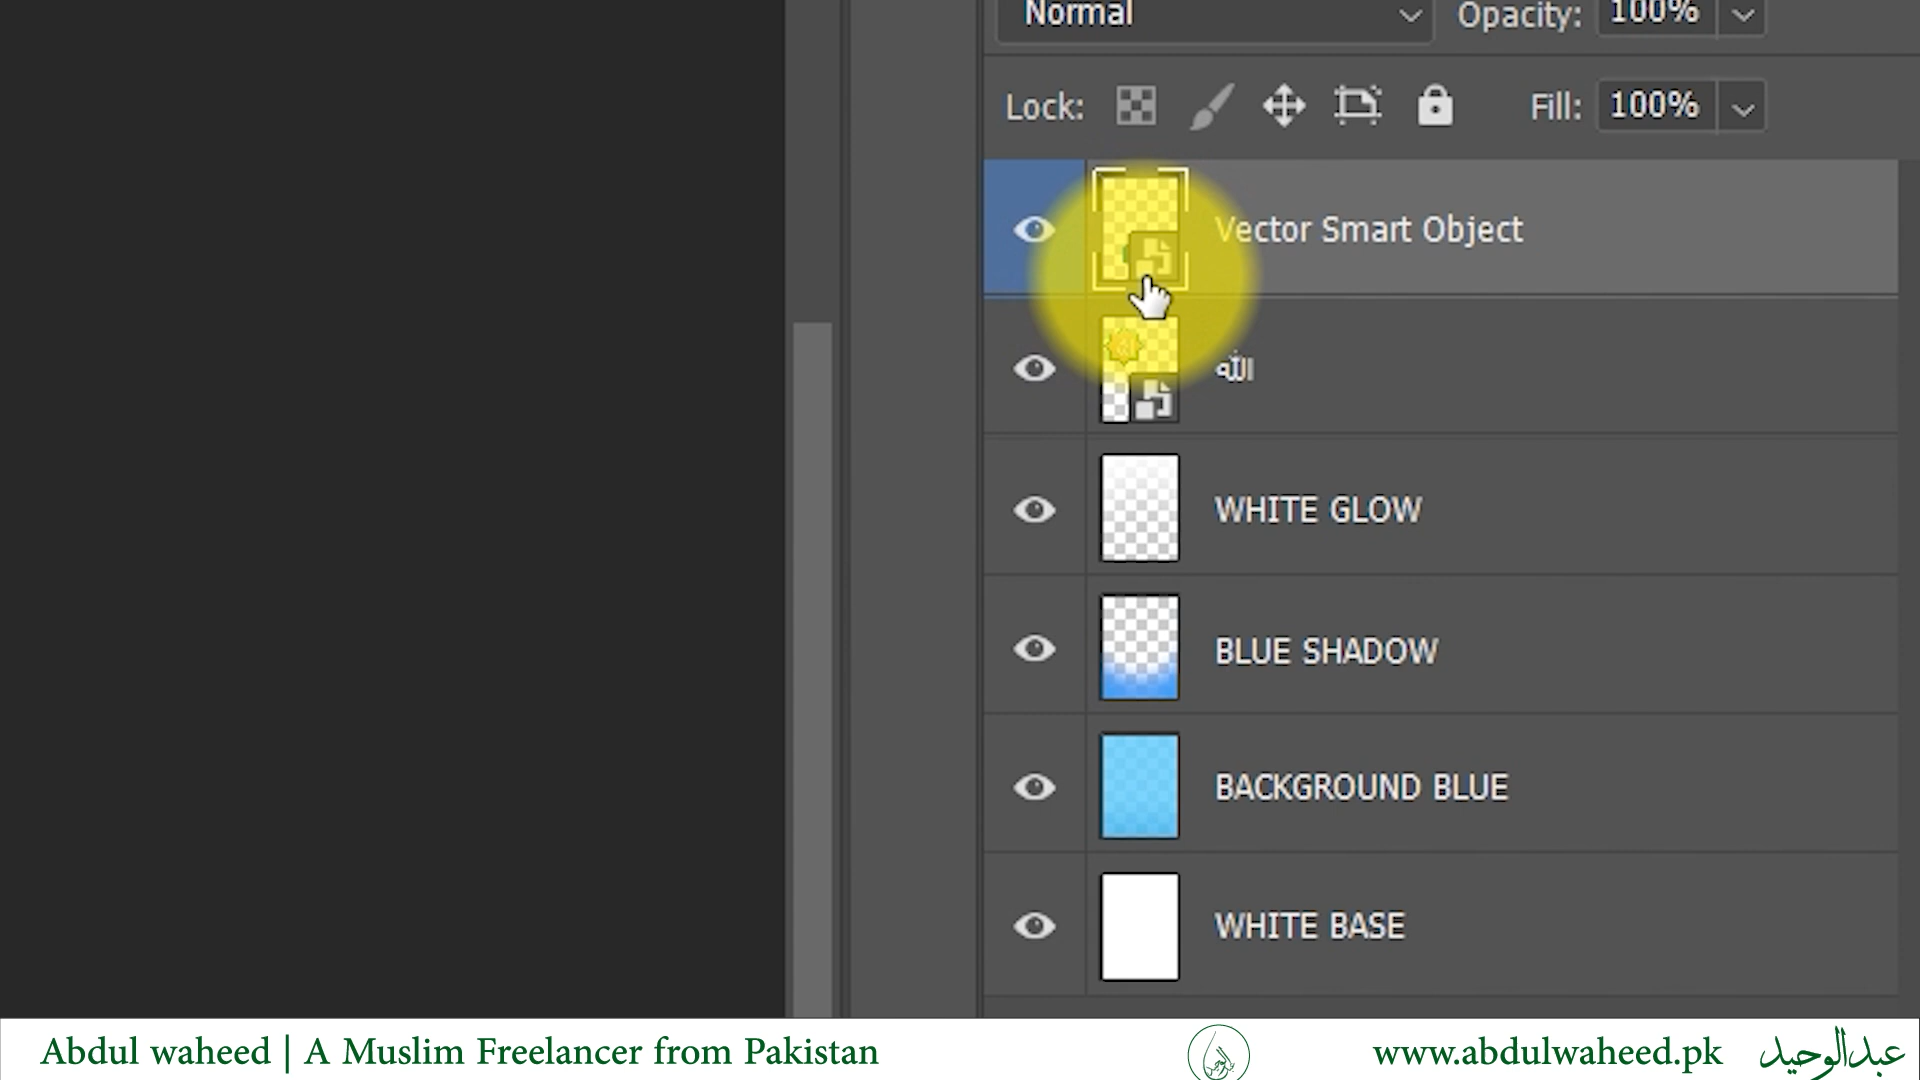 Normal Opacity: 100%
Lock: Fill: 100%
Vector Smart Object
الله
WHITE GLOW
BLUE SHADOW
BACKGROUND BLUE
WHITE BASE
Abdul waheed | A Muslim Freelancer from Pakistan www.abdulwaheed.pk عبدالوحید